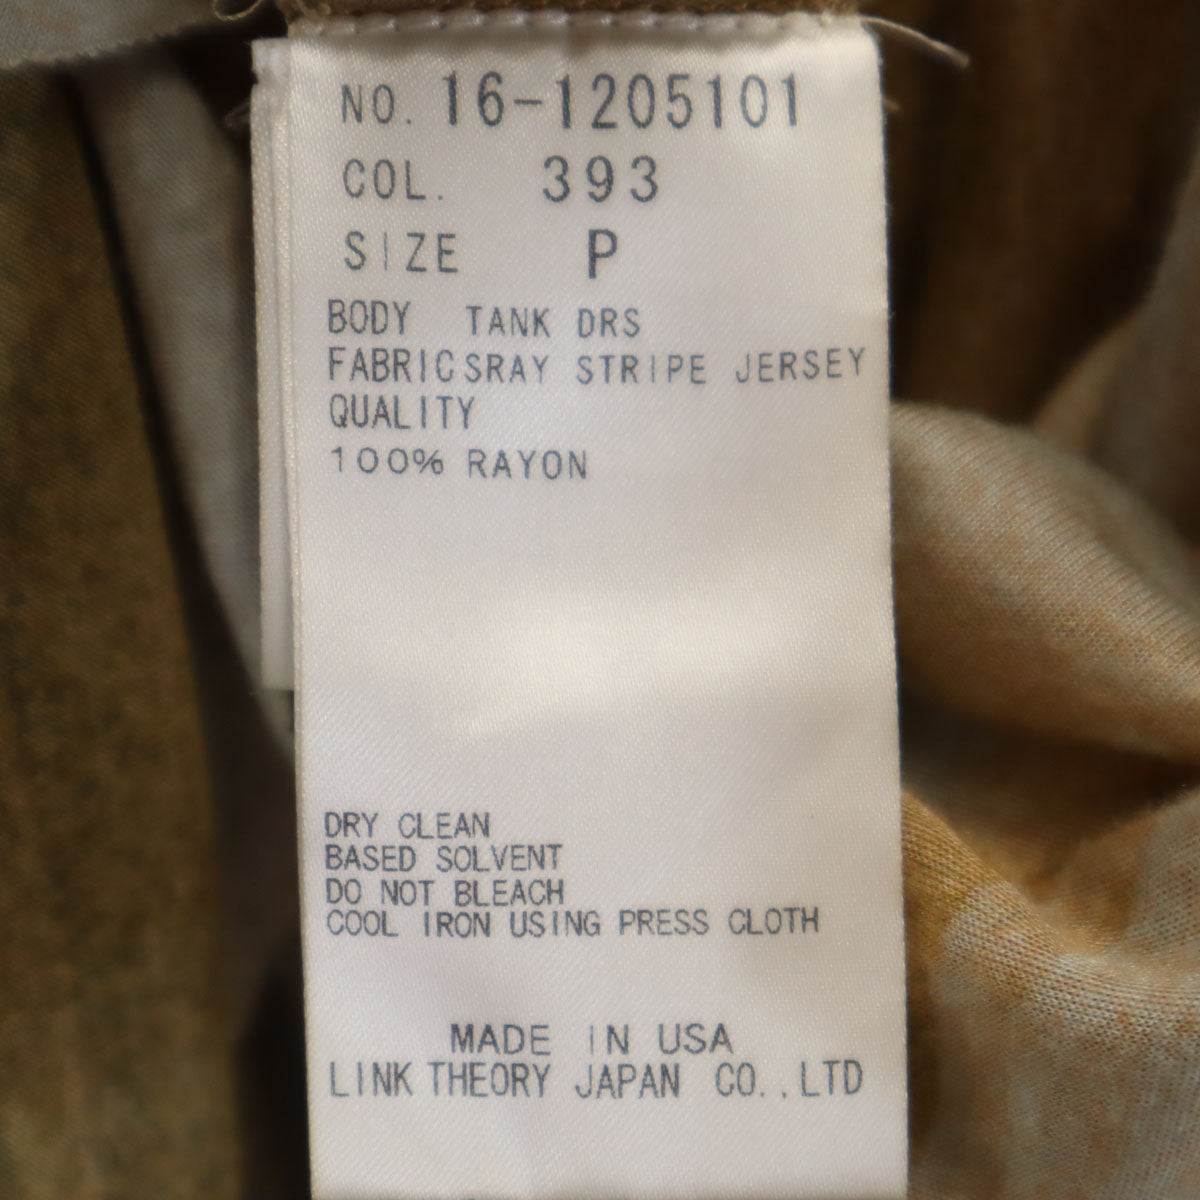 NO. 16-1205101
COL. 393
SIZE P
BODY TANK DRS
FABRICSRAY STRIPE JERSEY
QUALITY
100% RAYON
DRY CLEAN
BASED SOLVENT
DO NOT BLEACH
COOL IRON USING PRESS CLOTH
MADE IN USA
LINK THEORY JAPAN CO.,LTD